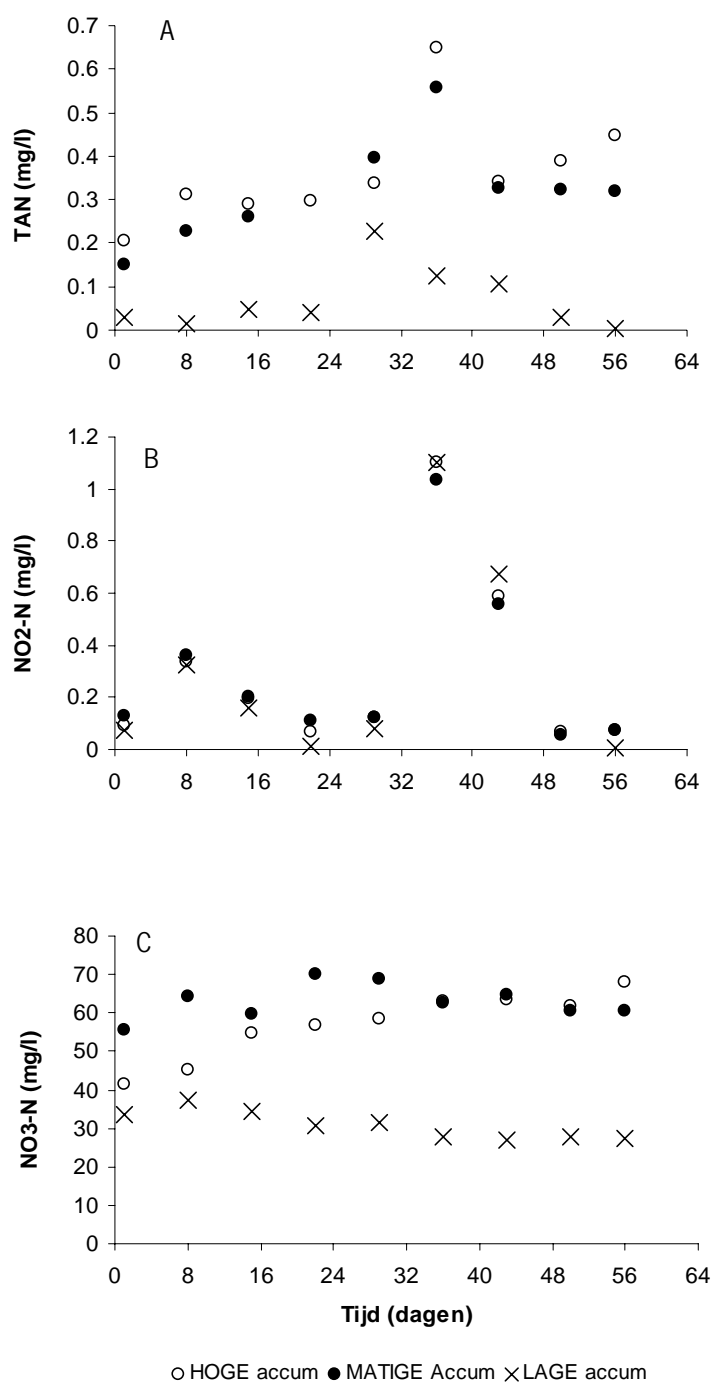 A
0.7
0.6
0.5
0.4
0.3
0.2
0.1
0
TAN (mg/l)
0 8 16 24 32 40 48 56 64
B
1.2
1
0.8
0.6
0.4
0.2
0
NO2-N (mg/l)
0 8 16 24 32 40 48 56 64
C
80
70
60
50
40
30
20
10
0
NO3-N (mg/l)
0 8 16 24 32 40 48 56 64
Tijd (dagen)
HOGE accum MATIGE Accum LAGE accum